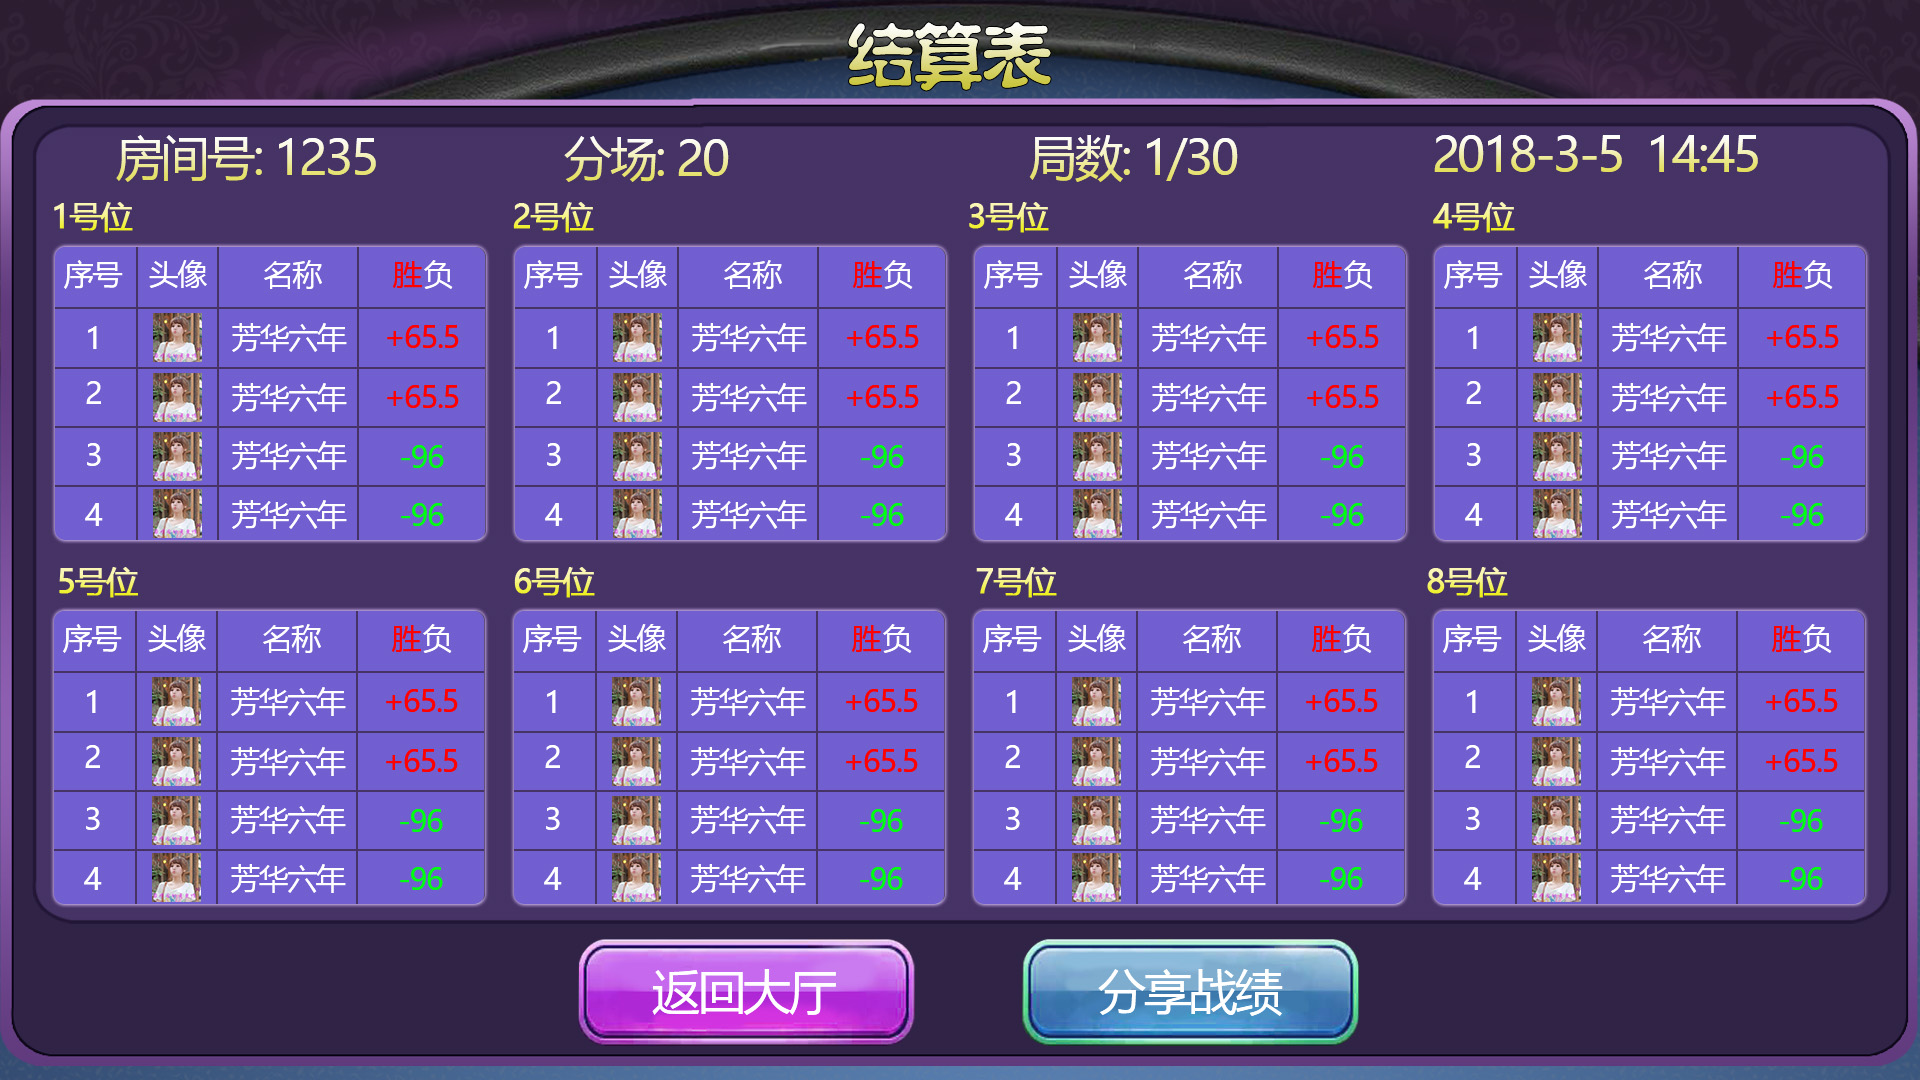 结算表
房间号: 1235 分场: 20 局数: 1/30 2018-3-5 14:45
1号位 2号位 3号位 4号位
序号 头像 名称 胜负 序号 头像 名称 胜负 序号 头像 名称 胜负 序号 头像 名称 胜负
1 芳华六年 +65.5 1 芳华六年 +65.5 1 芳华六年 +65.5 1 芳华六年 +65.5
2 芳华六年 +65.5 2 芳华六年 +65.5 2 芳华六年 +65.5 2 芳华六年 +65.5
3 芳华六年 -96 3 芳华六年 -96 3 芳华六年 -96 3 芳华六年 -96
4 芳华六年 -96 4 芳华六年 -96 4 芳华六年 -96 4 芳华六年 -96
5号位 6号位 7号位 8号位
序号 头像 名称 胜负 序号 头像 名称 胜负 序号 头像 名称 胜负 序号 头像 名称 胜负
1 芳华六年 +65.5 1 芳华六年 +65.5 1 芳华六年 +65.5 1 芳华六年 +65.5
2 芳华六年 +65.5 2 芳华六年 +65.5 2 芳华六年 +65.5 2 芳华六年 +65.5
3 芳华六年 -96 3 芳华六年 -96 3 芳华六年 -96 3 芳华六年 -96
4 芳华六年 -96 4 芳华六年 -96 4 芳华六年 -96 4 芳华六年 -96
返回大厅 分享战绩